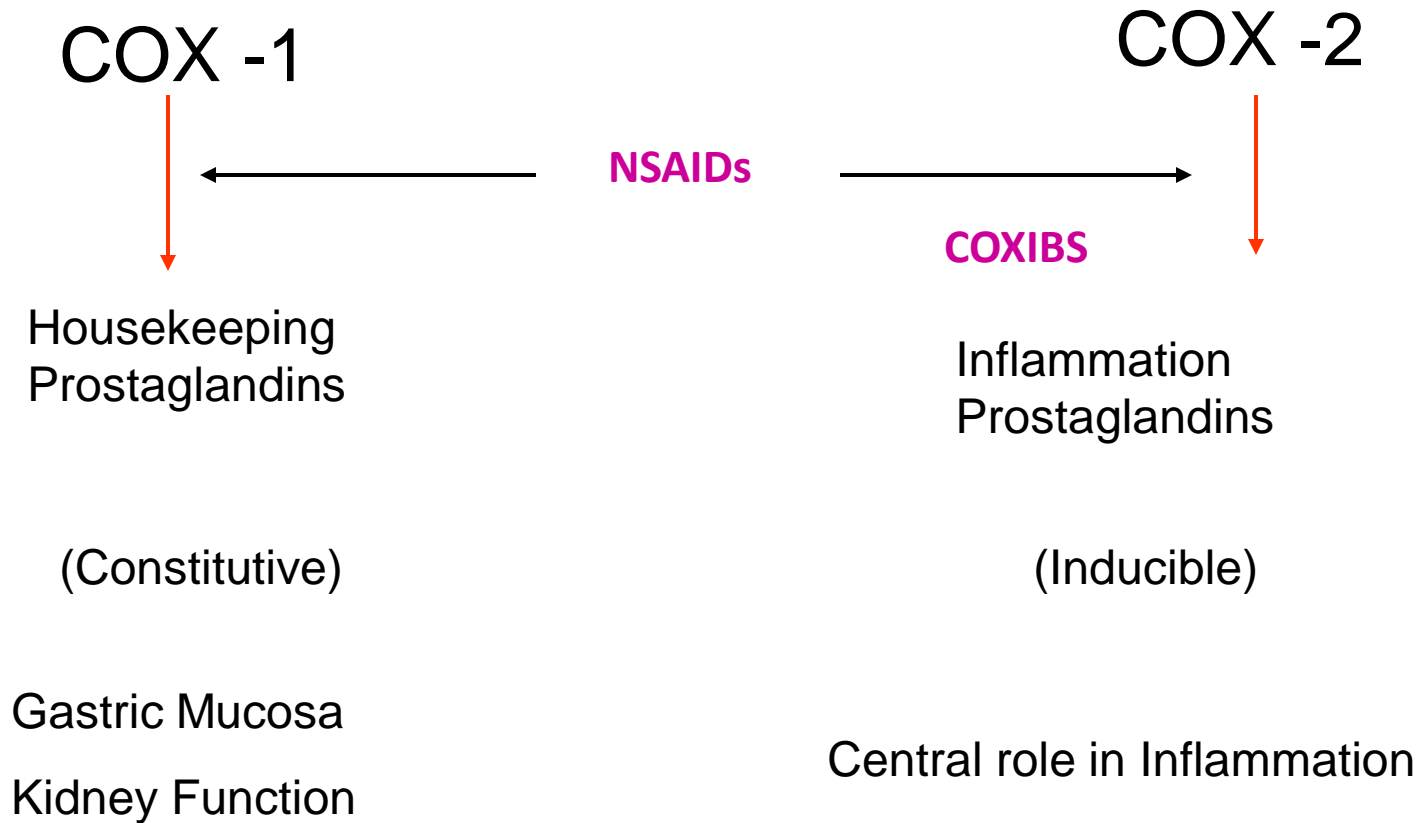 COX -1
COX -2
NSAIDs
COXIBS
Housekeeping
Prostaglandins
Inflammation
Prostaglandins
(Constitutive)
(Inducible)
Gastric Mucosa
Kidney Function
Central role in Inflammation